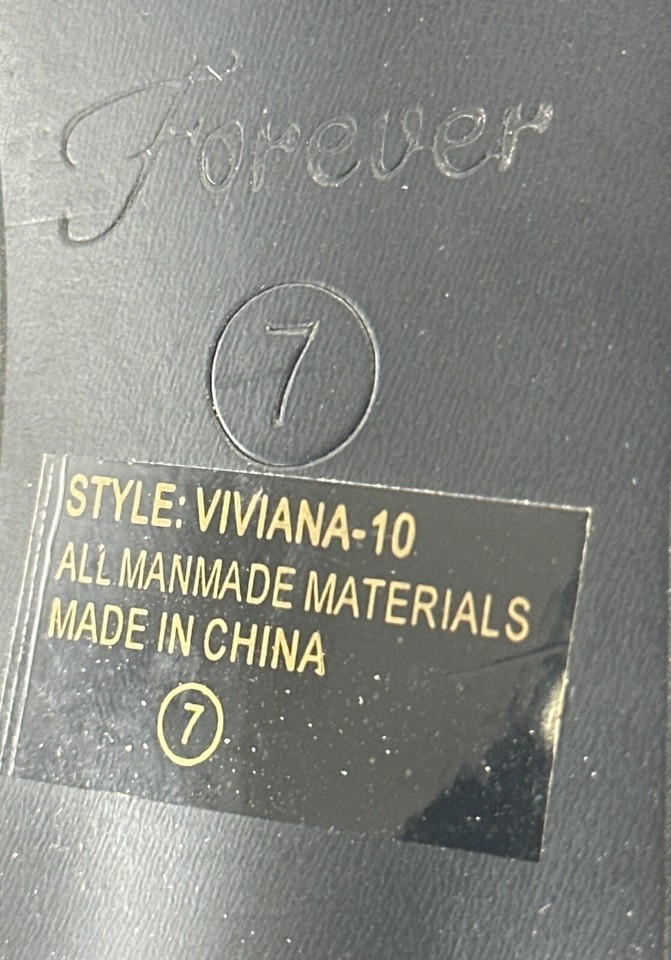 Forever
7
STYLE: VIVIANA-10
ALL MANMADE MATERIALS
MADE IN CHINA
7